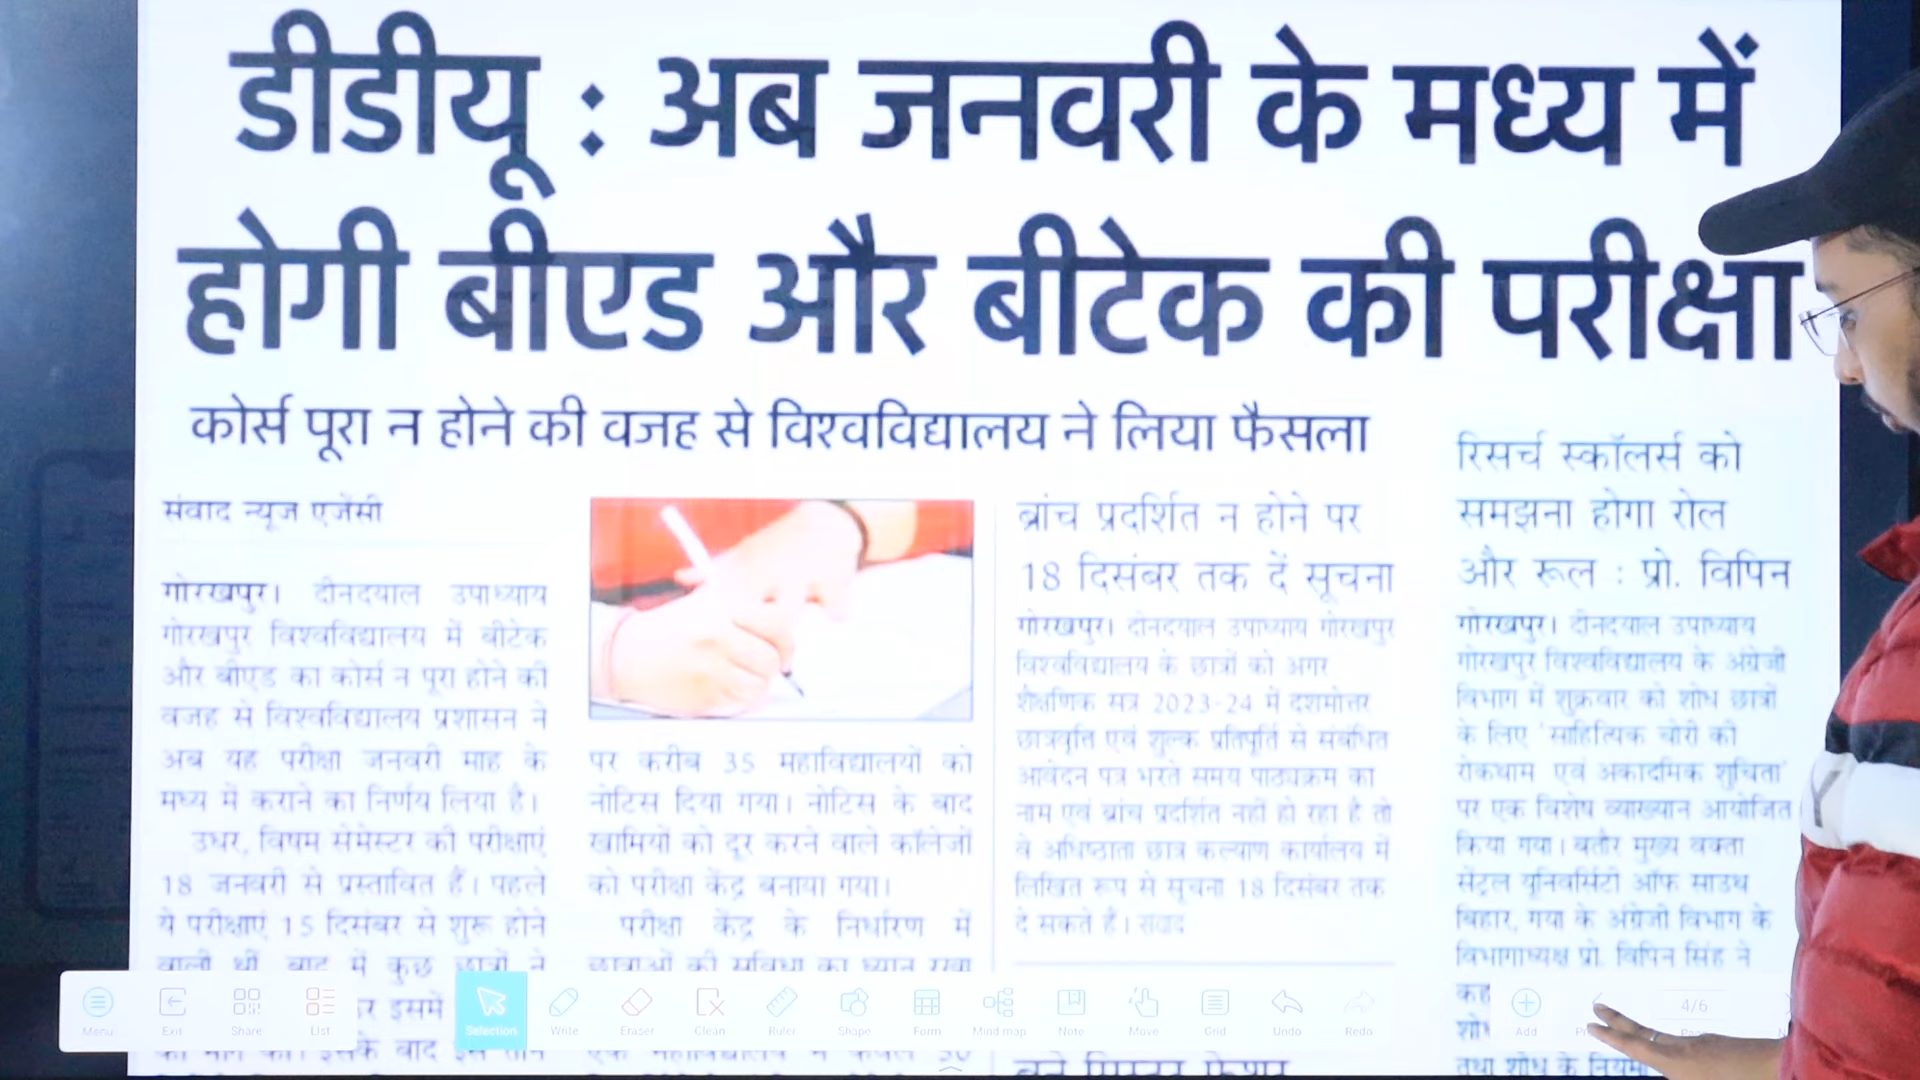 डीडीयू : अब जनवरी के मध्य में
होगी बीएड और बीटेक की परीक्षा
कोर्स पूरा न होने की वजह से विश्वविद्यालय ने लिया फैसला
संवाद न्यूज एजेंसी
गोरखपुर। दीनदयाल उपाध्याय
गोरखपुर विश्वविद्यालय में बीटेक
और बीएड का कोर्स न पूरा होने की
वजह से विश्वविद्यालय प्रशासन ने
अब यह परीक्षा जनवरी माह के
मध्य में कराने का निर्णय लिया है।
उधर, विषम सेमेस्टर की परीक्षाएं
18 जनवरी से प्रस्तावित हैं। पहले
ये परीक्षाएं 15 दिसंबर से शुरू होने
वाली थीं, बाद में कुछ छात्रों ने
इसमें
पर करीब 35 महाविद्यालयों को
नोटिस दिया गया। नोटिस के बाद
खामियों को दूर करने वाले कॉलेजों
को परीक्षा केंद्र बनाया गया।
परीक्षा केंद्र के निर्धारण में
छात्राओं की सुविधा का ध्यान रखा
ब्रांच प्रदर्शित न होने पर
18 दिसंबर तक दें सूचना
गोरखपुर। दीनदयाल उपाध्याय गोरखपुर
विश्वविद्यालय के छात्रों को अगर
शैक्षणिक सत्र 2023-24 में दशमोत्तर
छात्रवृत्ति एवं शुल्क प्रतिपूर्ति से संबंधित
आवेदन पत्र भरते समय पाठ्यक्रम का
नाम एवं ब्रांच प्रदर्शित नहीं हो रहा है तो
वे अधिष्ठाता छात्र कल्याण कार्यालय में
लिखित रूप से सूचना 18 दिसंबर तक
दे सकते हैं। संवाद
रिसर्च स्कॉलर्स को
समझना होगा रोल
और रूल : प्रो. विपिन
गोरखपुर। दीनदयाल उपाध्याय
गोरखपुर विश्वविद्यालय के अंग्रेजी
विभाग में शुक्रवार को शोध छात्रों
के लिए 'साहित्यिक चोरी की
रोकथाम एवं अकादमिक शुचिता'
पर एक विशेष व्याख्यान आयोजित
किया गया। बतौर मुख्य वक्ता
सेंट्रल यूनिवर्सिटी ऑफ साउथ
बिहार, गया के अंग्रेजी विभाग के
विभागाध्यक्ष प्रो. विपिन सिंह ने
तथा शोध के
Menu Exit Share List Selection Write Eraser Clean Ruler Shape Form Mind map Note Move Grid Undo Redo Add 4/6